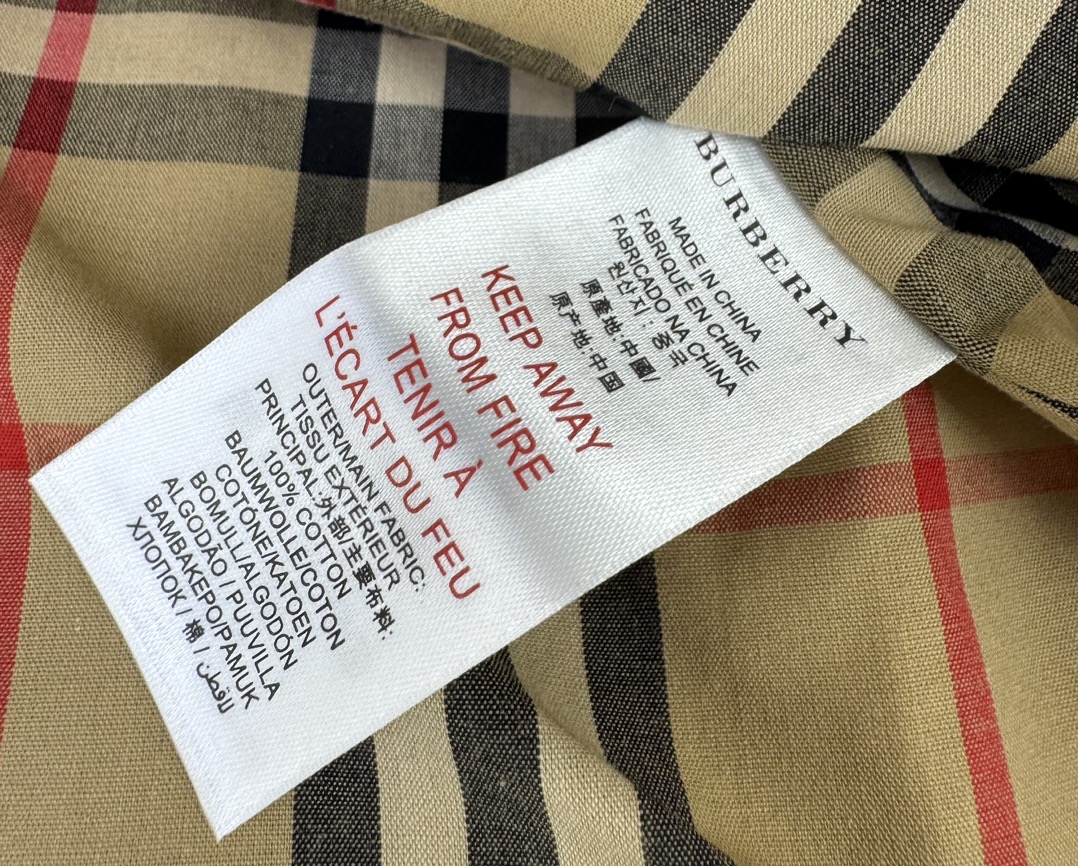 BURBERRY
MADE IN CHINA
FABRIQUÉ EN CHINE
FABRICADO NA CHINA
원산지 : 중국
原產地:中國/
原产地:中国
KEEP AWAY
FROM FIRE
TENIR À
L'ÉCART DU FEU
OUTER/MAIN FABRIC:
TISSU EXTÉRIEUR
PRINCIPAL:外部/主要布料:
100% COTTON
BAUMWOLLE/COTON
COTONE/KATOEN
BOMULL/ALGODÓN
ALGODÃO / PUUVILLA
BAMBAKEPO/PAMUK
ХЛОПОК / 棉 /